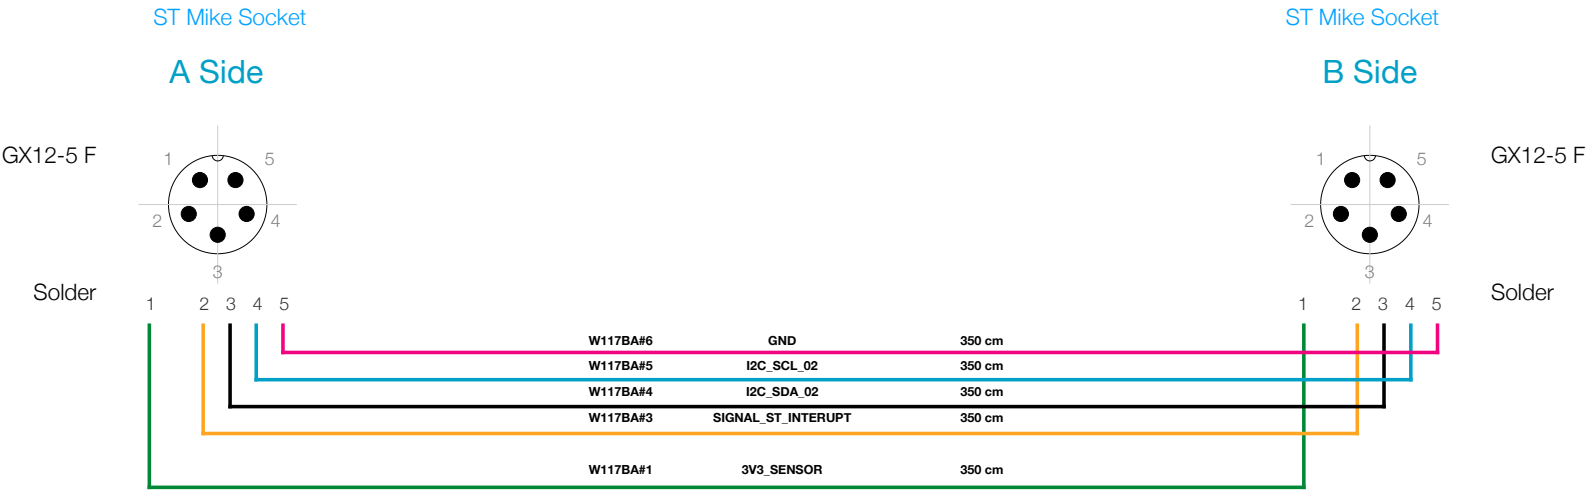 ST Mike Socket ST Mike Socket
A Side B Side
GX12-5 F 1 5 1 5 GX12-5 F
2 4 2 4
3 3
Solder Solder
1 2 3 4 5 1 2 3 4 5
W117BA#6 GND 350 cm
W117BA#5 I2C_SCL_02 350 cm
W117BA#4 I2C_SDA_02 350 cm
W117BA#3 SIGNAL_ST_INTERUPT 350 cm
W117BA#1 3V3_SENSOR 350 cm